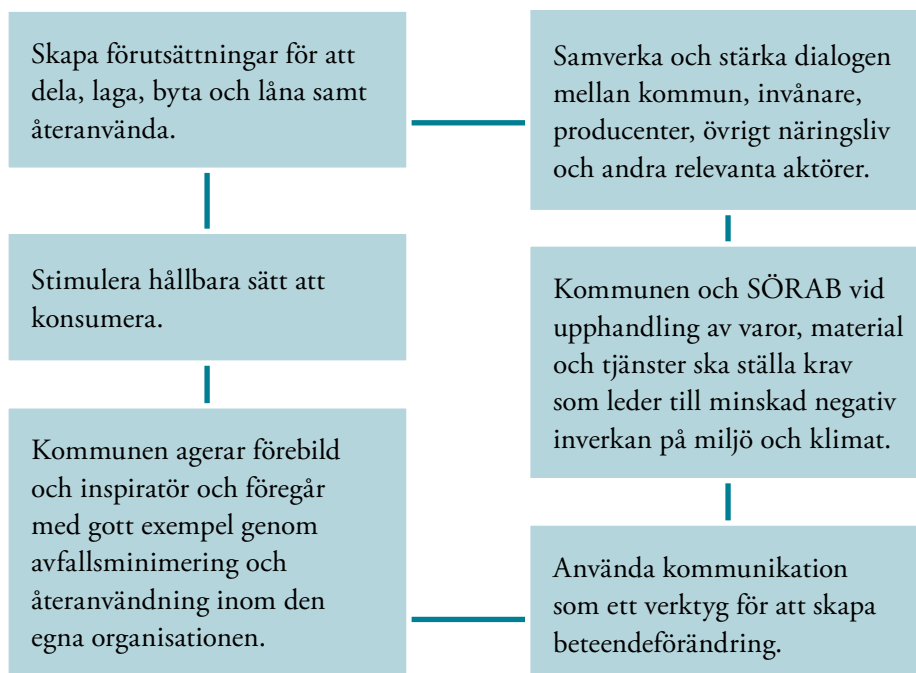 Skapa förutsättningar för att
dela, laga, byta och låna samt
återanvända.
Stimulera hållbara sätt att
konsumera.
Kommunen agerar förebild
och inspiratör och föregår
med gott exempel genom
avfallsminimering och
återanvändning inom den
egna organisationen.
Samverka och stärka dialogen
mellan kommun, invånare,
producenter, övrigt näringsliv
och andra relevanta aktörer.
Kommunen och SÖRAB vid
upphandling av varor, material
och tjänster ska ställa krav
som leder till minskad negativ
inverkan på miljö och klimat.
Använda kommunikation
som ett verktyg för att skapa
beteendeförändring.